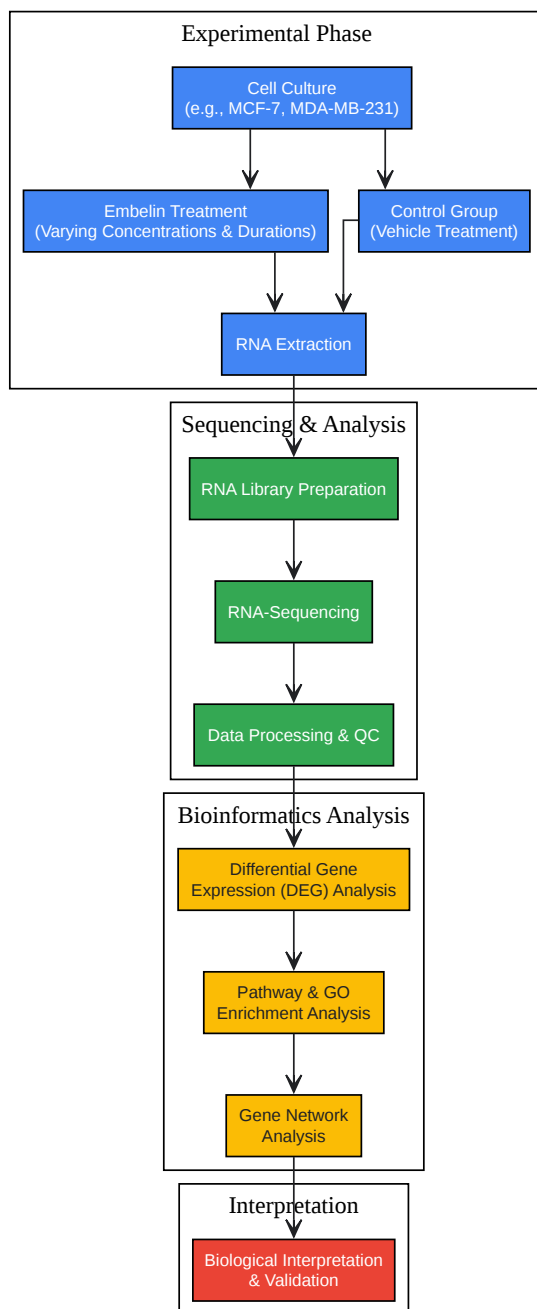 Experimental Phase
Cell Culture
(e.g., MCF-7, MDA-MB-231)
Embelin Treatment
(Varying Concentrations & Durations)
Control Group
(Vehicle Treatment)
RNA Extraction
Sequencing & Analysis
RNA Library Preparation
RNA-Sequencing
Data Processing & QC
Bioinformatics Analysis
Differential Gene
Expression (DEG) Analysis
Pathway & GO
Enrichment Analysis
Gene Network
Analysis
Interpretation
Biological Interpretation
& Validation